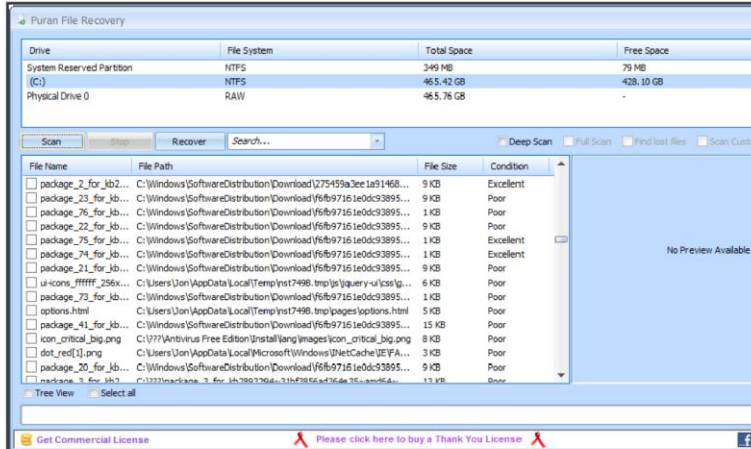 Puran File Recovery
Drive File System Total Space Free Space
System Reserved Partition NTFS 349 MB 79 MB
(C:) NTFS 465.42 GB 428.10 GB
Physical Drive 0 RAW 465.76 GB -
Scan Stop Recover Search... Deep Scan Full Scan Find lost files Scan Cust
File Name File Path File Size Condition
package_2_for_kb2... C:\Windows\SoftwareDistribution\Download\275459a3ee1a91468... 9 KB Excellent
package_23_for_kb... C:\Windows\SoftwareDistribution\Download\f6fb97161e0dc93895... 9 KB Poor
package_76_for_kb... C:\Windows\SoftwareDistribution\Download\f6fb97161e0dc93895... 1 KB Poor
package_22_for_kb... C:\Windows\SoftwareDistribution\Download\f6fb97161e0dc93895... 9 KB Poor
package_75_for_kb... C:\Windows\SoftwareDistribution\Download\f6fb97161e0dc93895... 1 KB Excellent
package_74_for_kb... C:\Windows\SoftwareDistribution\Download\f6fb97161e0dc93895... 1 KB Excellent
package_21_for_kb... C:\Windows\SoftwareDistribution\Download\f6fb97161e0dc93895... 9 KB Poor
No Preview Available
ui-icons_ffffff_256x... C:\Users\Jon\AppData\Local\Temp\nst749B.tmp\js\jquery-ui\css\g... 6 KB Poor
package_73_for_kb... C:\Windows\SoftwareDistribution\Download\f6fb97161e0dc93895... 1 KB Poor
options.html C:\Users\Jon\AppData\Local\Temp\nst749B.tmp\pages\options.html 5 KB Poor
package_41_for_kb... C:\Windows\SoftwareDistribution\Download\f6fb97161e0dc93895... 15 KB Poor
icon_critical_big.png C:\???\Antivirus Free Edition\Install\lang\images\icon_critical_big.png 8 KB Poor
dot_red[1].png C:\Users\Jon\AppData\Local\Microsoft\Windows\INetCache\IE\FA... 3 KB Poor
package_20_for_kb... C:\Windows\SoftwareDistribution\Download\f6fb97161e0dc93895... 9 KB Poor
package_3_for_kb2... 13 KB Poor
Tree View Select all
Get Commercial License Please click here to buy a Thank You License f